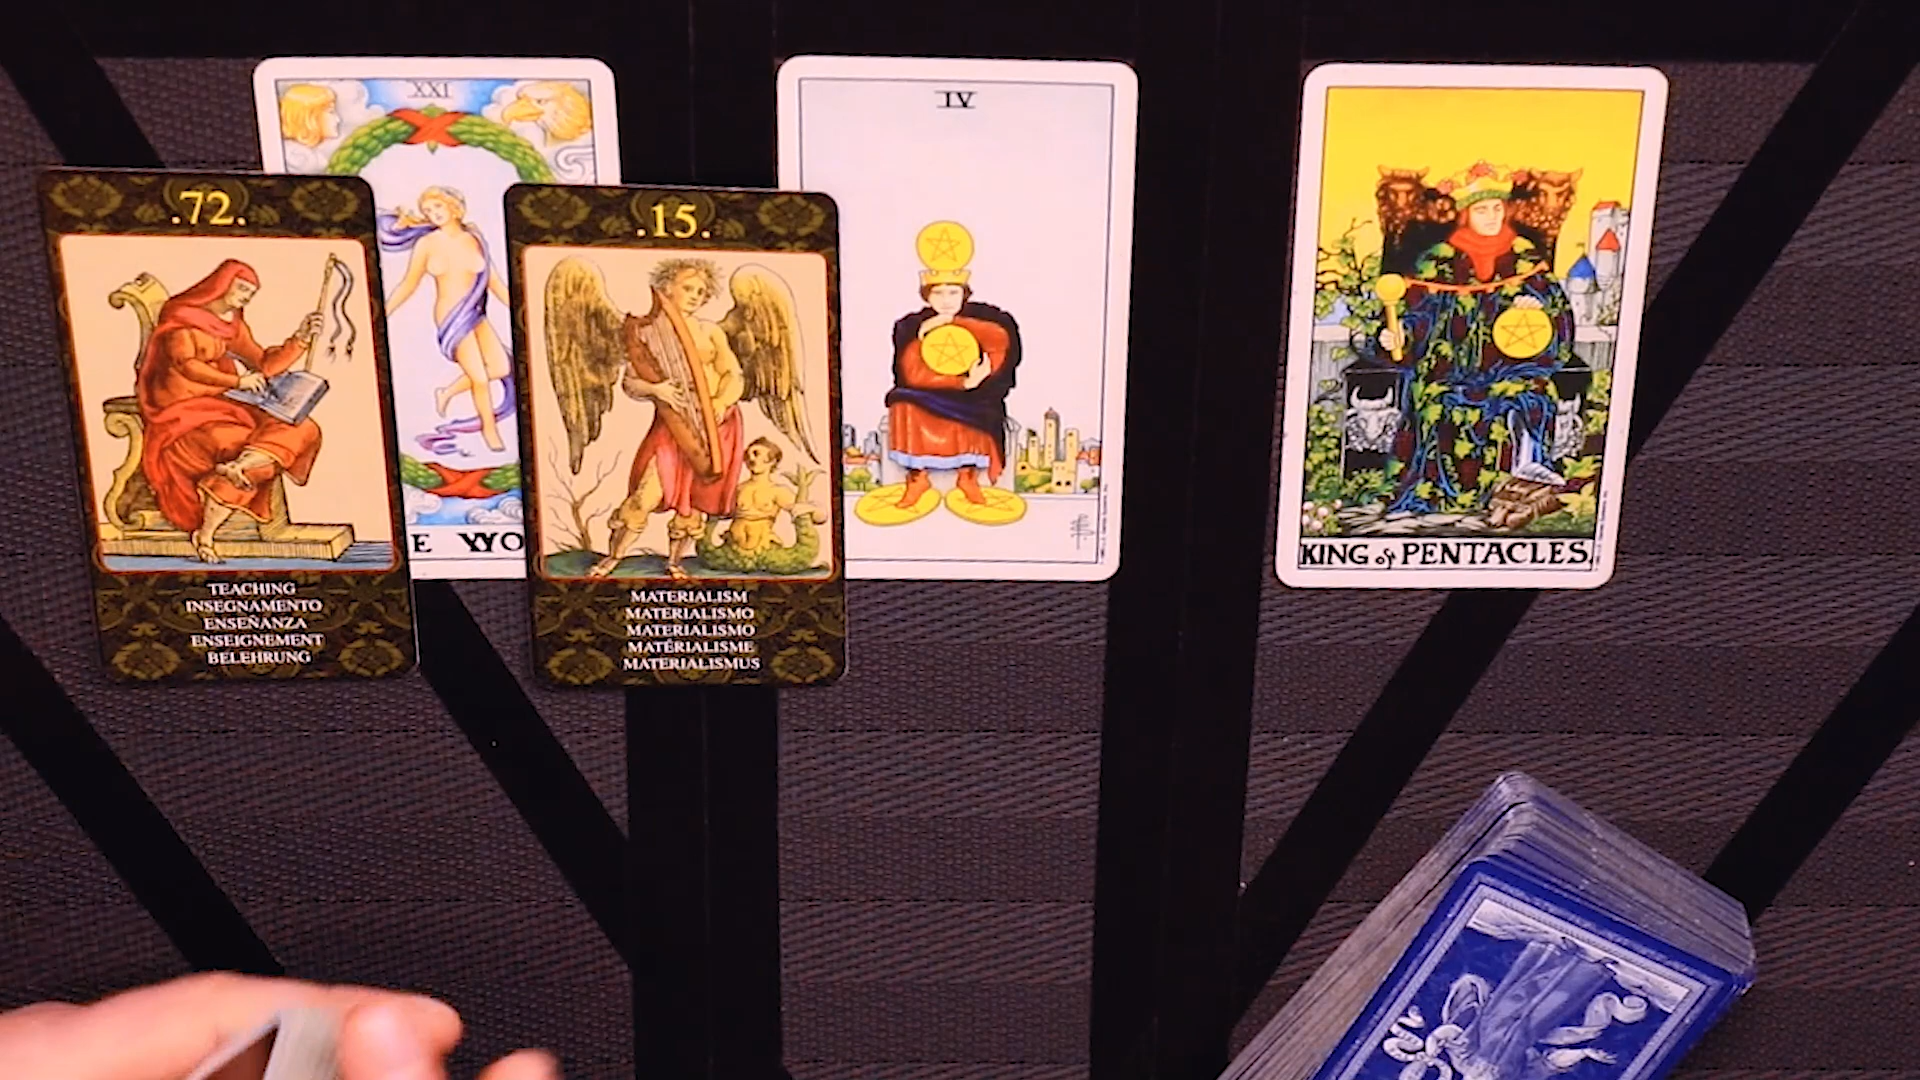 XXI
IV
KING of PENTACLES.
.72.
TEACHING
INSEGNAMENTO
ENSEÑANZA
ENSEIGNEMENT
BELEHRUNG
E WO
.15.
MATERIALISM
MATERIALISMO
MATERIALISMO
MATÉRIALISME
MATERIALISMUS